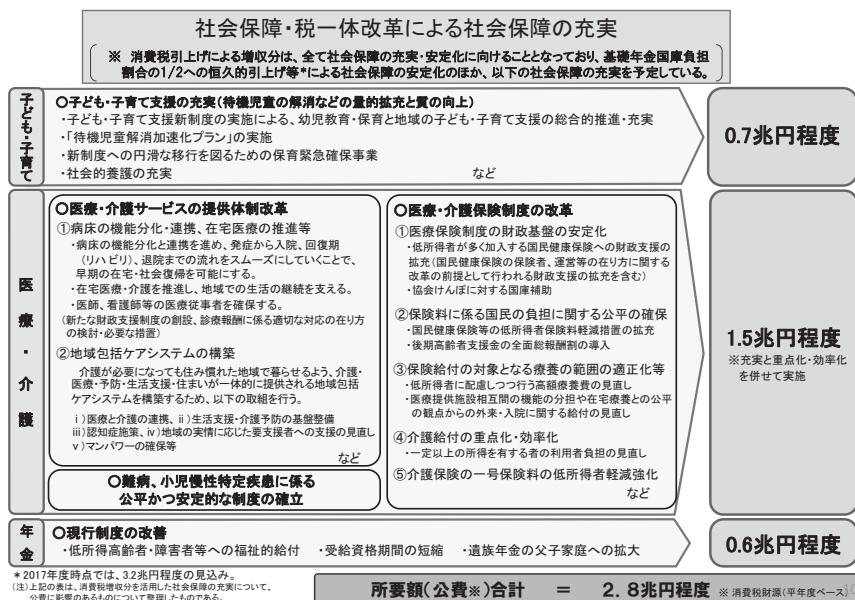 社会保障・税一体改革による社会保障の充実
※ 消費税引上げによる増収分は、全て社会保障の充実・安定化に向けることとなっており、基礎年金国庫負担
割合の1/2への恒久的引上げ等*による社会保障の安定化のほか、以下の社会保障の充実を予定している。
子ども・子育て
○子ども・子育て支援の充実(待機児童の解消などの量的拡充と質の向上)
・子ども・子育て支援新制度の実施による、幼児教育・保育と地域の子ども・子育て支援の総合的推進・充実
・「待機児童解消加速化プラン」の実施
・新制度への円滑な移行を図るための保育緊急確保事業
・社会的養護の充実
など
0.7兆円程度
医療・介護
○医療・介護サービスの提供体制改革
①病床の機能分化・連携、在宅医療の推進等
・病床の機能分化と連携を進め、発症から入院、回復期
(リハビリ)、退院までの流れをスムーズにしていくことで、
早期の在宅・社会復帰を可能にする。
・在宅医療・介護を推進し、地域での生活の継続を支える。
・医師、看護師等の医療従事者を確保する。
(新たな財政支援制度の創設、診療報酬に係る適切な対応の在り方
の検討・必要な措置)
②地域包括ケアシステムの構築
介護が必要になっても住み慣れた地域で暮らせるよう、介護・
医療・予防・生活支援・住まいが一体的に提供される地域包括
ケアシステムを構築するため、以下の取組を行う。
ⅰ)医療と介護の連携、ⅱ)生活支援・介護予防の基盤整備
ⅲ)認知症施策、ⅳ)地域の実情に応じた要支援者への支援の見直し
ⅴ)マンパワーの確保等
など
○難病、小児慢性特定疾患に係る
公平かつ安定的な制度の確立
○医療・介護保険制度の改革
①医療保険制度の財政基盤の安定化
・低所得者が多く加入する国民健康保険への財政支援の
拡充(国民健康保険の保険者、運営等の在り方に関する
改革の前提として行われる財政支援の拡充を含む)
・協会けんぽに対する国庫補助
②保険料に係る国民の負担に関する公平の確保
・国民健康保険等の低所得者保険料軽減措置の拡充
・後期高齢者支援金の全面総報酬割の導入
③保険給付の対象となる療養の範囲の適正化等
・低所得者に配慮しつつ行う高額療養費の見直し
・医療提供施設相互間の機能の分担や在宅療養との公平
の観点からの外来・入院に関する給付の見直し
④介護給付の重点化・効率化
・一定以上の所得を有する者の利用者負担の見直し
⑤介護保険の一号保険料の低所得者軽減強化
など
1.5兆円程度
※充実と重点化・効率化
を併せて実施
年金
○現行制度の改善
・低所得高齢者・障害者等への福祉的給付 ・受給資格期間の短縮 ・遺族年金の父子家庭への拡大
0.6兆円程度
*2017年度時点では、3.2兆円程度の見込み。
(注)上記の表は、消費税増収分を活用した社会保障の充実について、
公費に影響のあるものについて整理したものである。
所要額(公費※)合計 = 2.8兆円程度 ※ 消費税財源(平年度ベース)
10